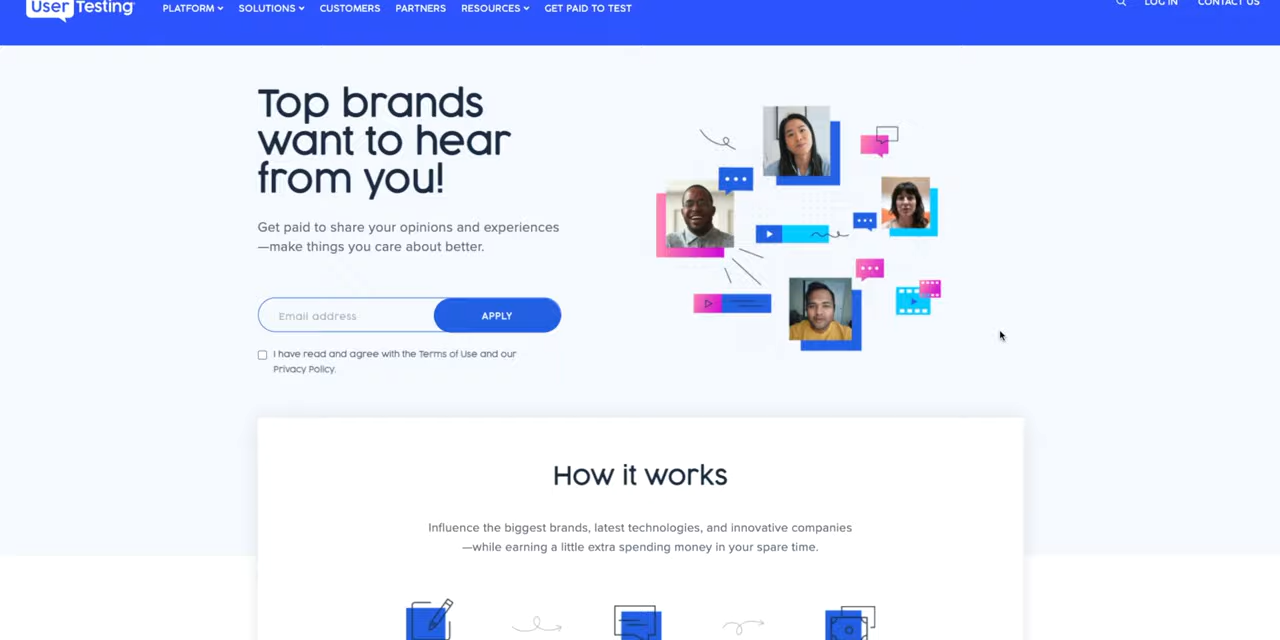 User Testing
PLATFORM SOLUTIONS CUSTOMERS PARTNERS RESOURCES GET PAID TO TEST LOG IN CONTACT US
Top brands
want to hear
from you!
Get paid to share your opinions and experiences
—make things you care about better.
Email address APPLY
I have read and agree with the Terms of Use and our
Privacy Policy.
How it works
Influence the biggest brands, latest technologies, and innovative companies
—while earning a little extra spending money in your spare time.